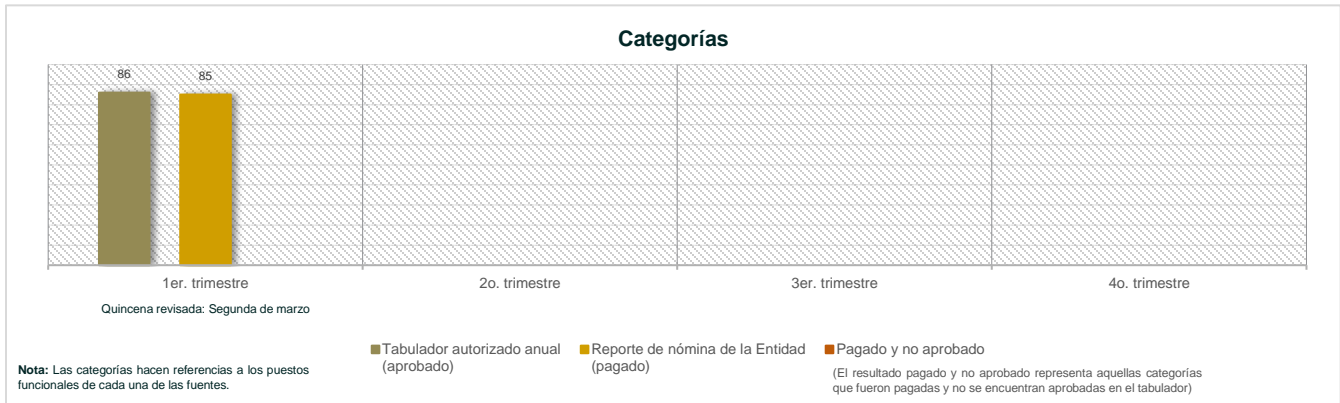 Categorías
86
85
1er. trimestre
2o. trimestre
3er. trimestre
4o. trimestre
Quincena revisada: Segunda de marzo
Tabulador autorizado anual
(aprobado)
Reporte de nómina de la Entidad
(pagado)
Pagado y no aprobado
(El resultado pagado y no aprobado representa aquellas categorías
que fueron pagadas y no se encuentran aprobadas en el tabulador)
Nota: Las categorías hacen referencias a los puestos
funcionales de cada una de las fuentes.